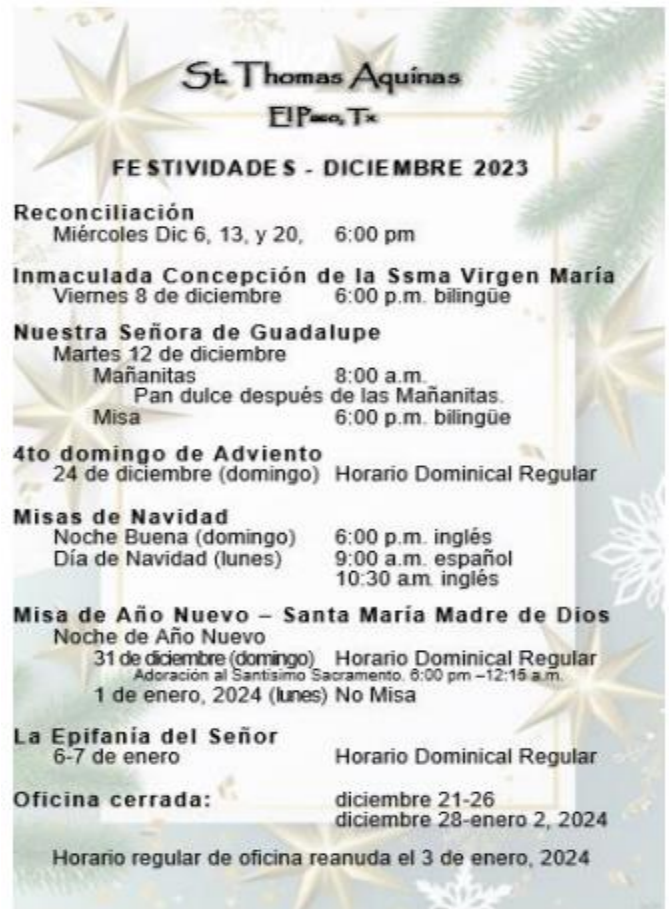 St. Thomas Aquinas
El Paso, Tx
FESTIVIDADES - DICIEMBRE 2023
Reconciliación
Miércoles Dic 6, 13, y 20, 6:00 pm
Inmaculada Concepción de la Ssma Virgen María
Viernes 8 de diciembre 6:00 p.m. bilingüe
Nuestra Señora de Guadalupe
Martes 12 de diciembre
Mañanitas 8:00 a.m.
Pan dulce después de las Mañanitas.
Misa 6:00 p.m. bilingüe
4to domingo de Adviento
24 de diciembre (domingo) Horario Dominical Regular
Misas de Navidad
Noche Buena (domingo) 6:00 p.m. inglés
Día de Navidad (lunes) 9:00 a.m. español
10:30 a.m. inglés
Misa de Año Nuevo – Santa María Madre de Dios
Noche de Año Nuevo
31 de diciembre (domingo) Horario Dominical Regular
Adoración al Santísimo Sacramento. 6:00 pm –12:15 a.m.
1 de enero, 2024 (lunes) No Misa
La Epifanía del Señor
6-7 de enero Horario Dominical Regular
Oficina cerrada: diciembre 21-26
diciembre 28-enero 2, 2024
Horario regular de oficina reanuda el 3 de enero, 2024